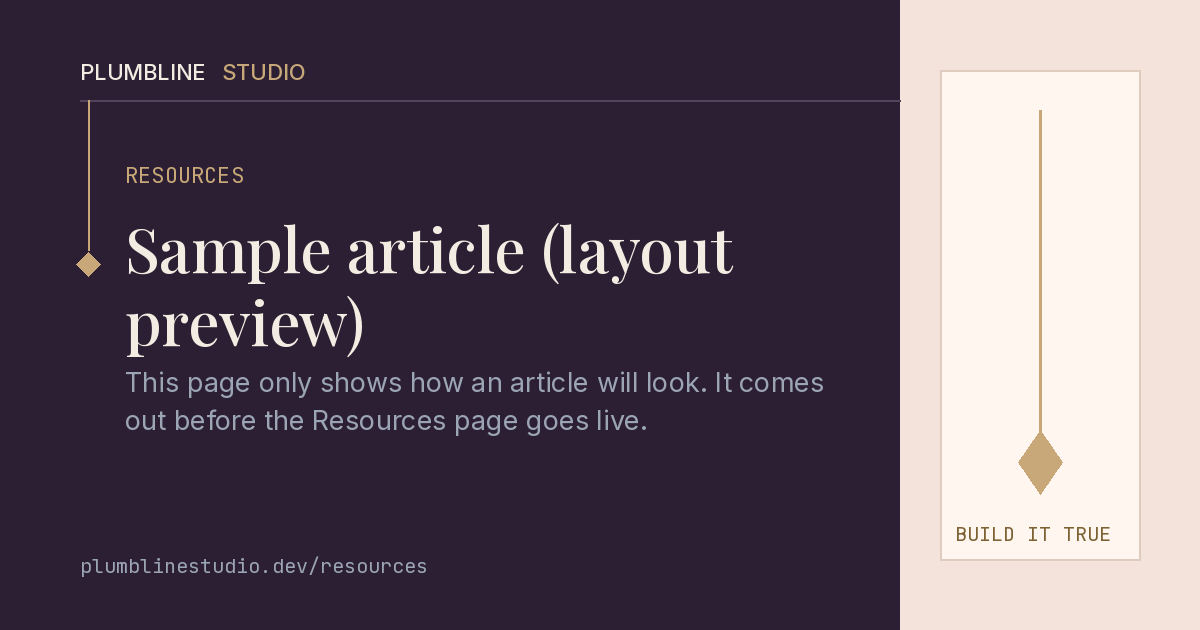 PLUMBLINE STUDIO
RESOURCES
Sample article (layout
preview)
This page only shows how an article will look. It comes
out before the Resources page goes live.
plumblinestudio.dev/resources
BUILD IT TRUE